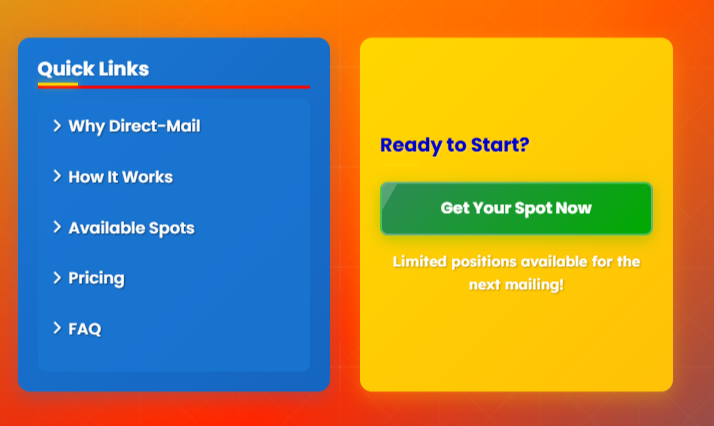 Quick Links
Why Direct-Mail
How It Works
Available Spots
Pricing
FAQ
Ready to Start?
Get Your Spot Now
Limited positions available for the
next mailing!